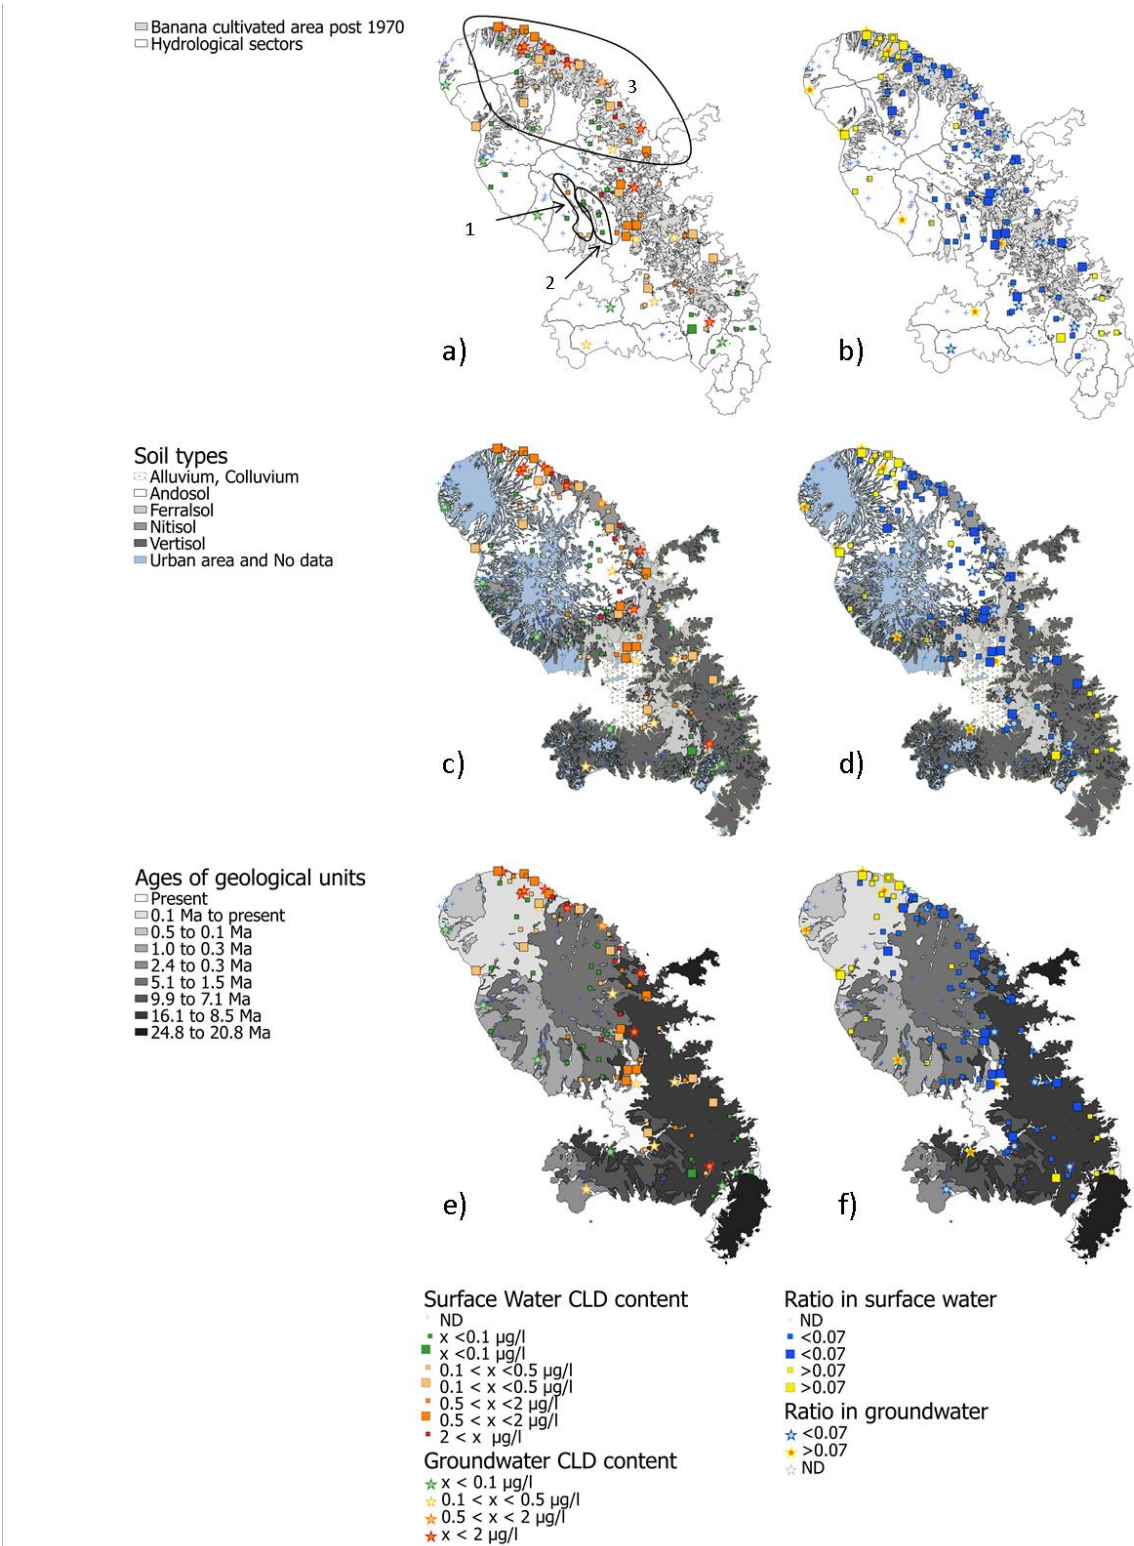 Banana cultivated area post 1970
Hydrological sectors
3
1
2
a)
b)
Soil types
Alluvium, Colluvium
Andosol
Ferralsol
Nitisol
Vertisol
Urban area and No data
c)
d)
Ages of geological units
Present
0.1 Ma to present
0.5 to 0.1 Ma
1.0 to 0.3 Ma
2.4 to 0.3 Ma
5.1 to 1.5 Ma
9.9 to 7.1 Ma
16.1 to 8.5 Ma
24.8 to 20.8 Ma
e)
f)
Surface Water CLD content
ND
x <0.1 µg/l
x <0.1 µg/l
0.1 < x <0.5 µg/l
0.1 < x <0.5 µg/l
0.5 < x <2 µg/l
0.5 < x <2 µg/l
2 < x µg/l
Groundwater CLD content
x < 0.1 µg/l
0.1 < x < 0.5 µg/l
0.5 < x < 2 µg/l
x < 2 µg/l
Ratio in surface water
ND
<0.07
<0.07
>0.07
>0.07
Ratio in groundwater
<0.07
>0.07
ND